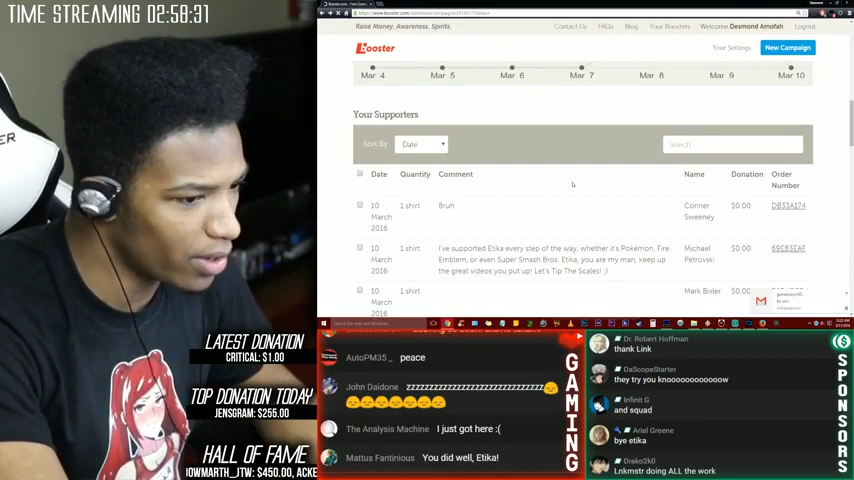 TIME STREAMING 02:58:31
Raise Money. Awareness. Spirits.
Contact Us FAQs Blog Your Boosters Welcome Desmond Amofah Logout
Booster
Your Settings New Campaign
Mar 4 Mar 5 Mar 6 Mar 7 Mar 8 Mar 9 Mar 10
Your Supporters
Sort By Date Search
Date Quantity Comment Name Donation Order Number
10 March 2016 1 shirt Bruh Conner Sweeney $0.00 DB33A174
10 March 2016 1 shirt I've supported Etika every step of the way, whether it's Pokémon, Fire
Emblem, or even Super Smash Bros. Etika, you are my man, keep up
the great videos you put up! Let's Tip The Scales! ;)
Michael Petrovski $0.00 69EB3EAF
10 March 2016 1 shirt Mark Bixler
LATEST DONATION
CRITICAL: $1.00
TOP DONATION TODAY
JENSGRAM: $255.00
HALL OF FAME
OWMARTH_JTW: $450.00, ACKE
AutoPM35_ peace
John Daidone zzzzzzzzzzzzzzzzzzzzzzzzzzzzzzz
The Analysis Machine I just got here :(
Mattus Fantinious You did well, Etika!
GAMING
Dr. Robert Hoffman
thank Link
DaScopeStarter
they try you knoooooooooooow
Infinit G
and squad
Ariel Greene
bye etika
Drako2k0
Lnkmstr doing ALL the work
SPONSORS